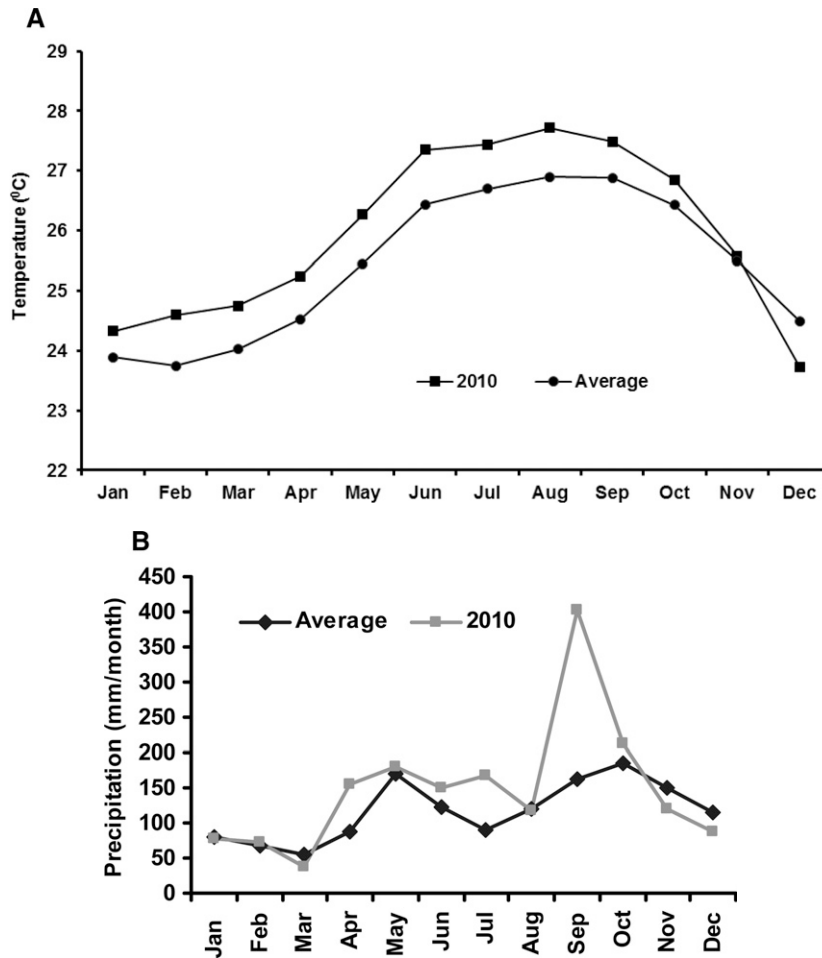 A
Temperature (⁰C)
29
28
27
26
25
24
23
22
2010 Average
Jan Feb Mar Apr May Jun Jul Aug Sep Oct Nov Dec
B
Precipitation (mm/month)
450
400
350
300
250
200
150
100
50
0
Average 2010
Jan Feb Mar Apr May Jun Jul Aug Sep Oct Nov Dec